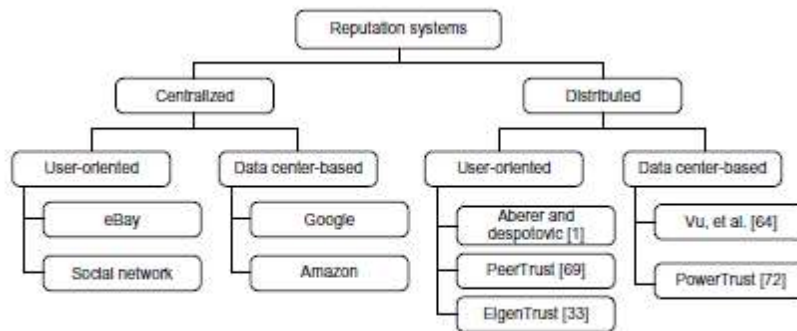 Reputation systems
Centralized
Distributed
User-oriented
Data center-based
User-oriented
Data center-based
eBay
Google
Aberer and
despotovic [1]
Vu, et al. [64]
Social network
Amazon
PeerTrust [69]
PowerTrust [72]
EigenTrust [33]